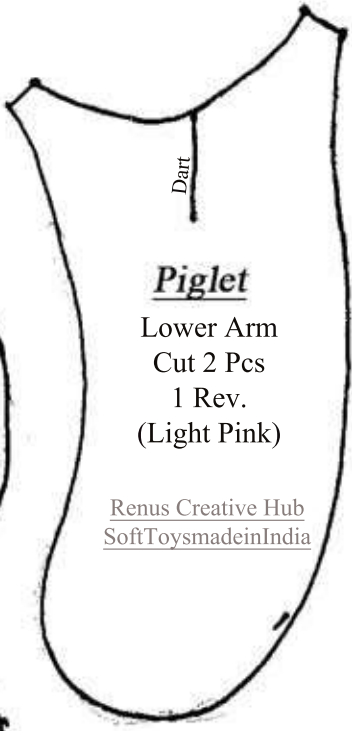 Dart
Piglet
Lower Arm
Cut 2 Pcs
1 Rev.
(Light Pink)
Renus Creative Hub
SoftToysmadeinIndia